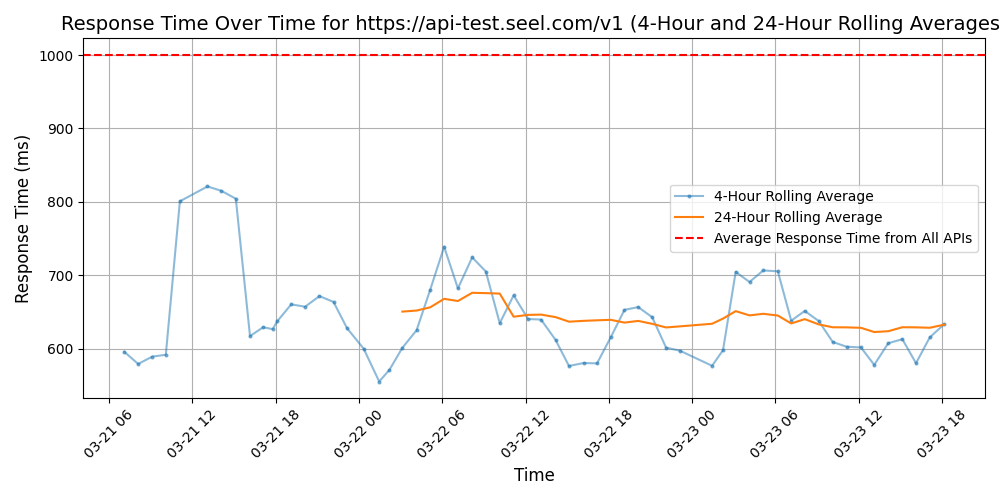 Response Time Over Time for https://api-test.seel.com/v1 (4-Hour and 24-Hour Rolling Averages
Response Time (ms)
1000
900
800
700
600
4-Hour Rolling Average
24-Hour Rolling Average
Average Response Time from All APIs
03-21 06
03-21 12
03-21 18
03-22 00
03-22 06
03-22 12
03-22 18
03-23 00
03-23 06
03-23 12
03-23 18
Time